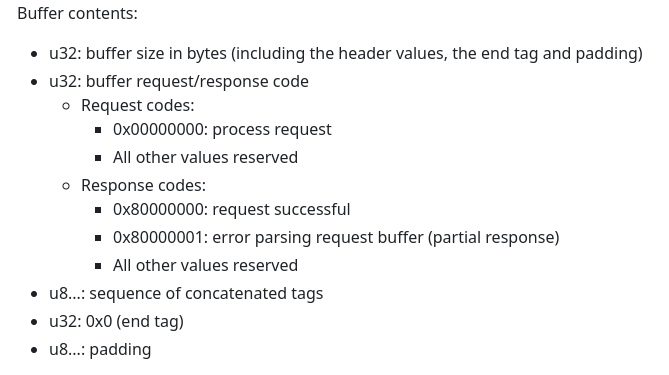 Buffer contents:
• u32: buffer size in bytes (including the header values, the end tag and padding)
• u32: buffer request/response code
◦ Request codes:
▪ 0x00000000: process request
▪ All other values reserved
◦ Response codes:
▪ 0x80000000: request successful
▪ 0x80000001: error parsing request buffer (partial response)
▪ All other values reserved
• u8...: sequence of concatenated tags
• u32: 0x0 (end tag)
• u8...: padding